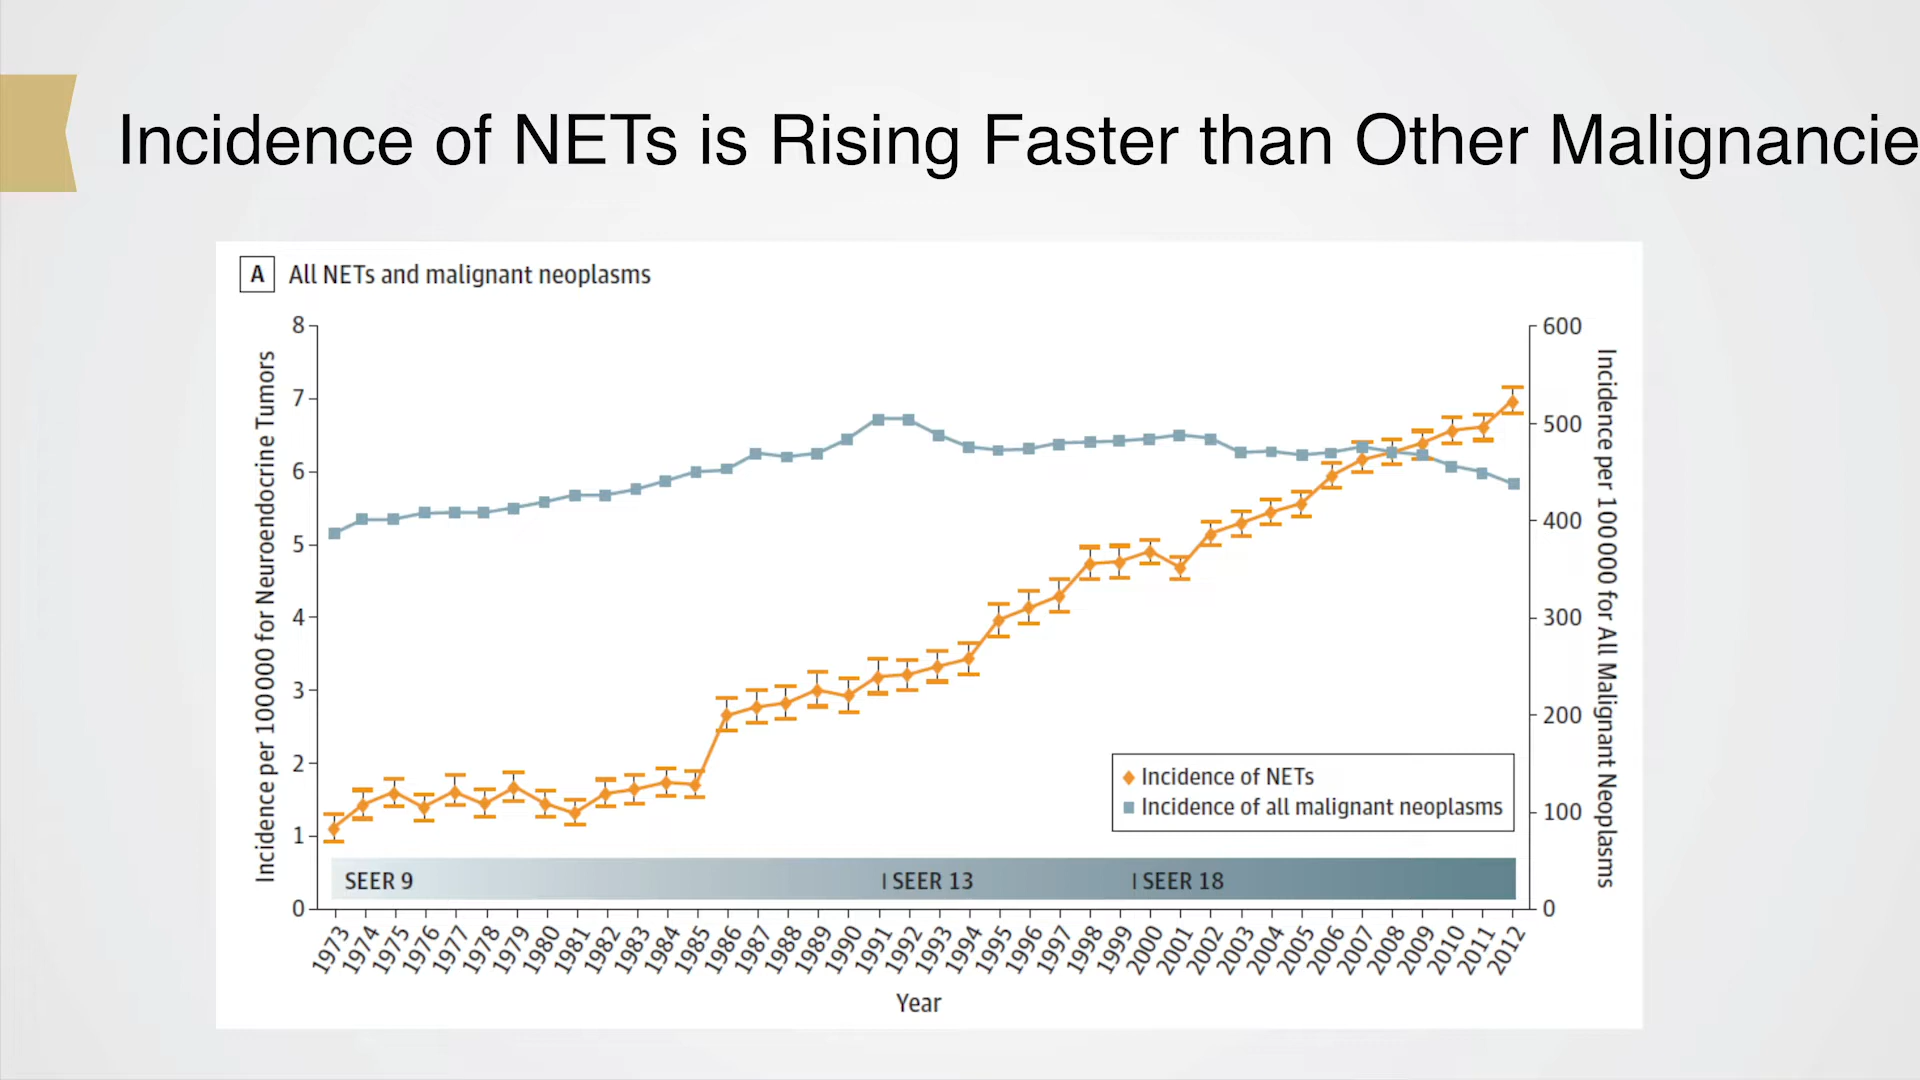 Incidence of NETs is Rising Faster than Other Malignancie
A All NETs and malignant neoplasms
Incidence per 100 000 for Neuroendocrine Tumors
8
7
6
5
4
3
2
1
0
600
500
400
300
200
100
0
Incidence per 100 000 for All Malignant Neoplasms
Incidence of NETs
Incidence of all malignant neoplasms
SEER 9 SEER 13 SEER 18
1973 1974 1975 1976 1977 1978 1979 1980 1981 1982 1983 1984 1985 1986 1987 1988 1989 1990 1991 1992 1993 1994 1995 1996 1997 1998 1999 2000 2001 2002 2003 2004 2005 2006 2007 2008 2009 2010 2011 2012
Year